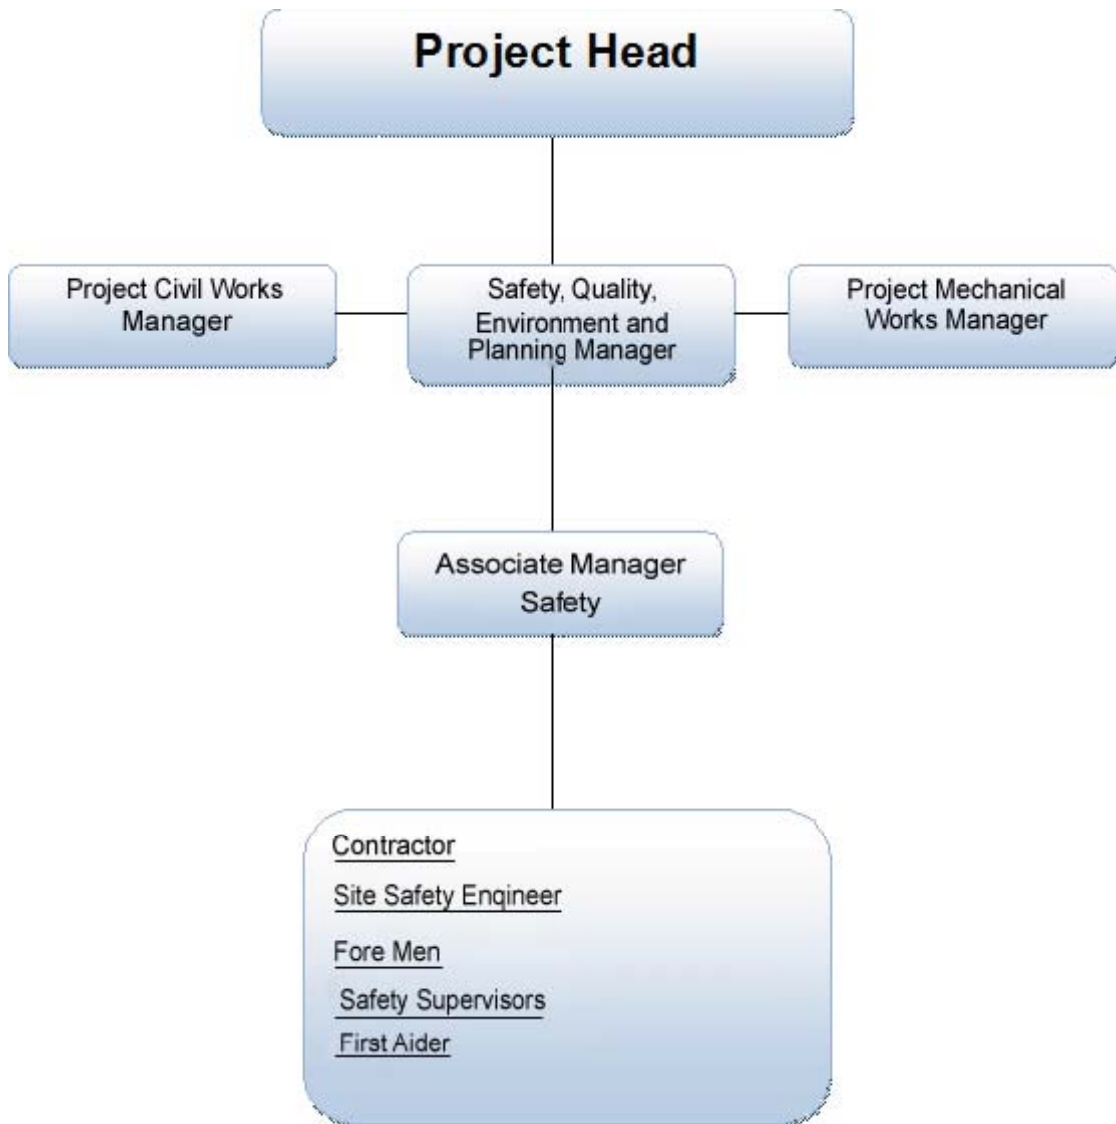 Project Head
Project Civil Works
Manager
Safety, Quality,
Environment and
Planning Manager
Project Mechanical
Works Manager
Associate Manager
Safety
Contractor
Site Safety Engineer
Fore Men
Safety Supervisors
First Aider